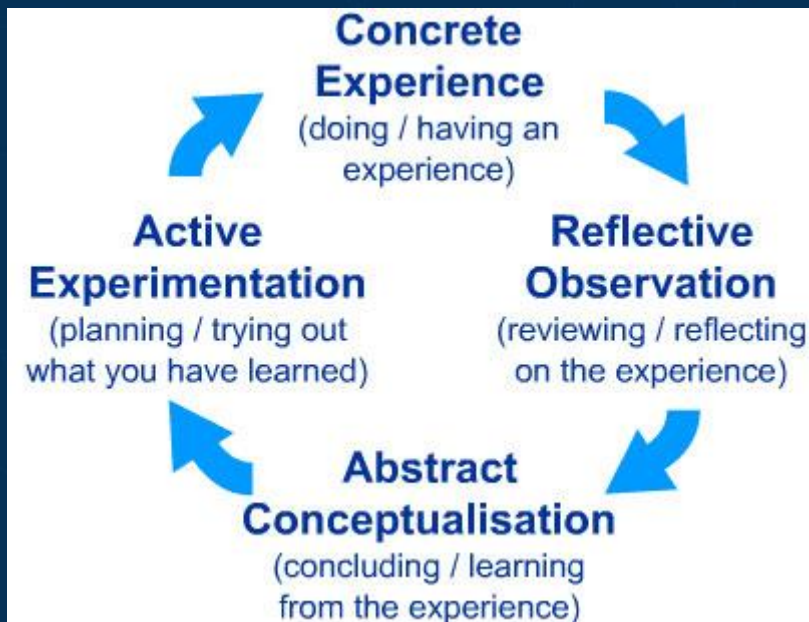 Concrete
Experience
(doing / having an
experience)
Reflective
Observation
(reviewing / reflecting
on the experience)
Abstract
Conceptualisation
(concluding / learning
from the experience)
Active
Experimentation
(planning / trying out
what you have learned)